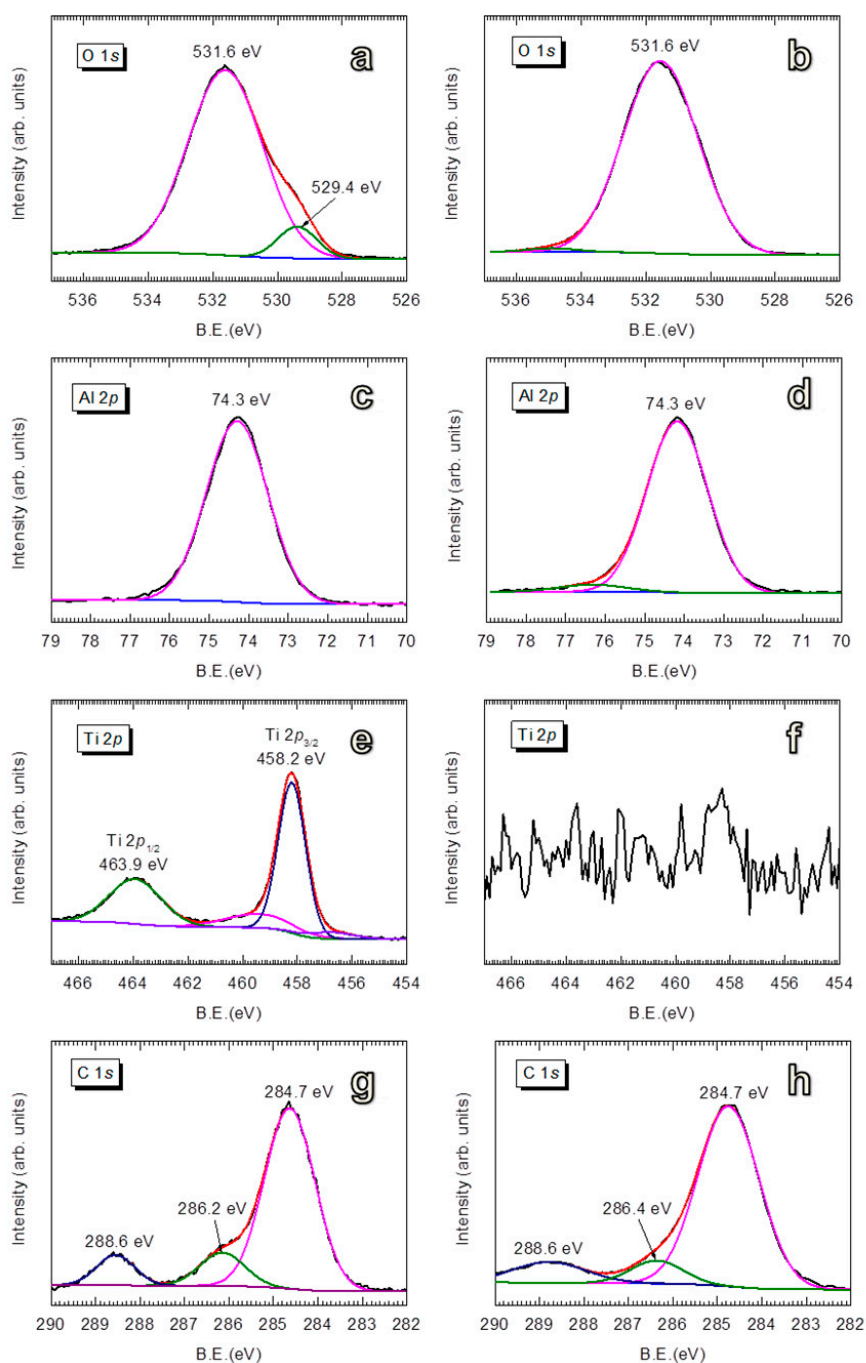 O 1s
531.6 eV
a
529.4 eV
Intensity (arb. units)
536 534 532 530 528 526
B.E.(eV)
O 1s
531.6 eV
b
Intensity (arb. units)
536 534 532 530 528 526
B.E.(eV)
Al 2p
74.3 eV
c
Intensity (arb. units)
79 78 77 76 75 74 73 72 71 70
B.E.(eV)
Al 2p
74.3 eV
d
Intensity (arb. units)
79 78 77 76 75 74 73 72 71 70
B.E.(eV)
Ti 2p
Ti 2p3/2
458.2 eV
e
Ti 2p1/2
463.9 eV
Intensity (arb. units)
466 464 462 460 458 456 454
B.E.(eV)
Ti 2p
f
Intensity (arb. units)
466 464 462 460 458 456 454
B.E.(eV)
C 1s
284.7 eV
g
286.2 eV
288.6 eV
Intensity (arb. units)
290 289 288 287 286 285 284 283 282
B.E.(eV)
C 1s
284.7 eV
h
286.4 eV
288.6 eV
Intensity (arb. units)
290 289 288 287 286 285 284 283 282
B.E.(eV)